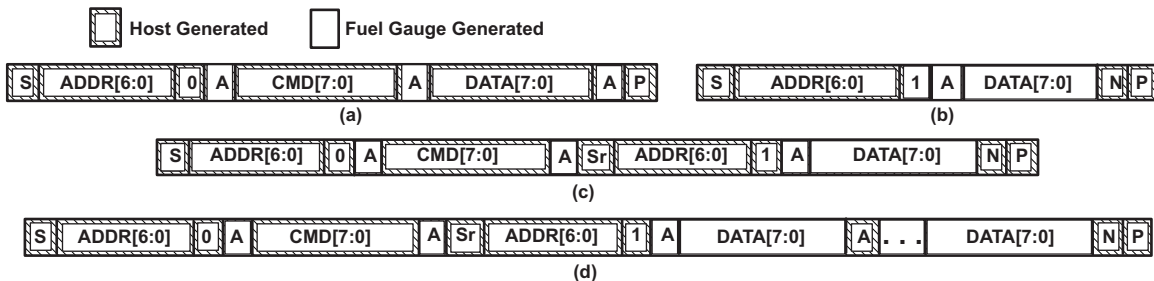 Host Generated Fuel Gauge Generated
S ADDR[6:0] 0 A CMD[7:0] A DATA[7:0] A P S ADDR[6:0] 1 A DATA[7:0] N P
(a) (b)
S ADDR[6:0] 0 A CMD[7:0] A Sr ADDR[6:0] 1 A DATA[7:0] N P
(c)
S ADDR[6:0] 0 A CMD[7:0] A Sr ADDR[6:0] 1 A DATA[7:0] A . . . DATA[7:0] N P
(d)